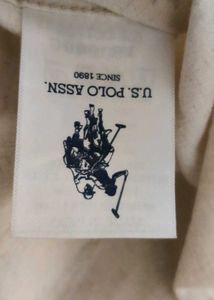 U.S. POLO ASSN.
SINCE 1890